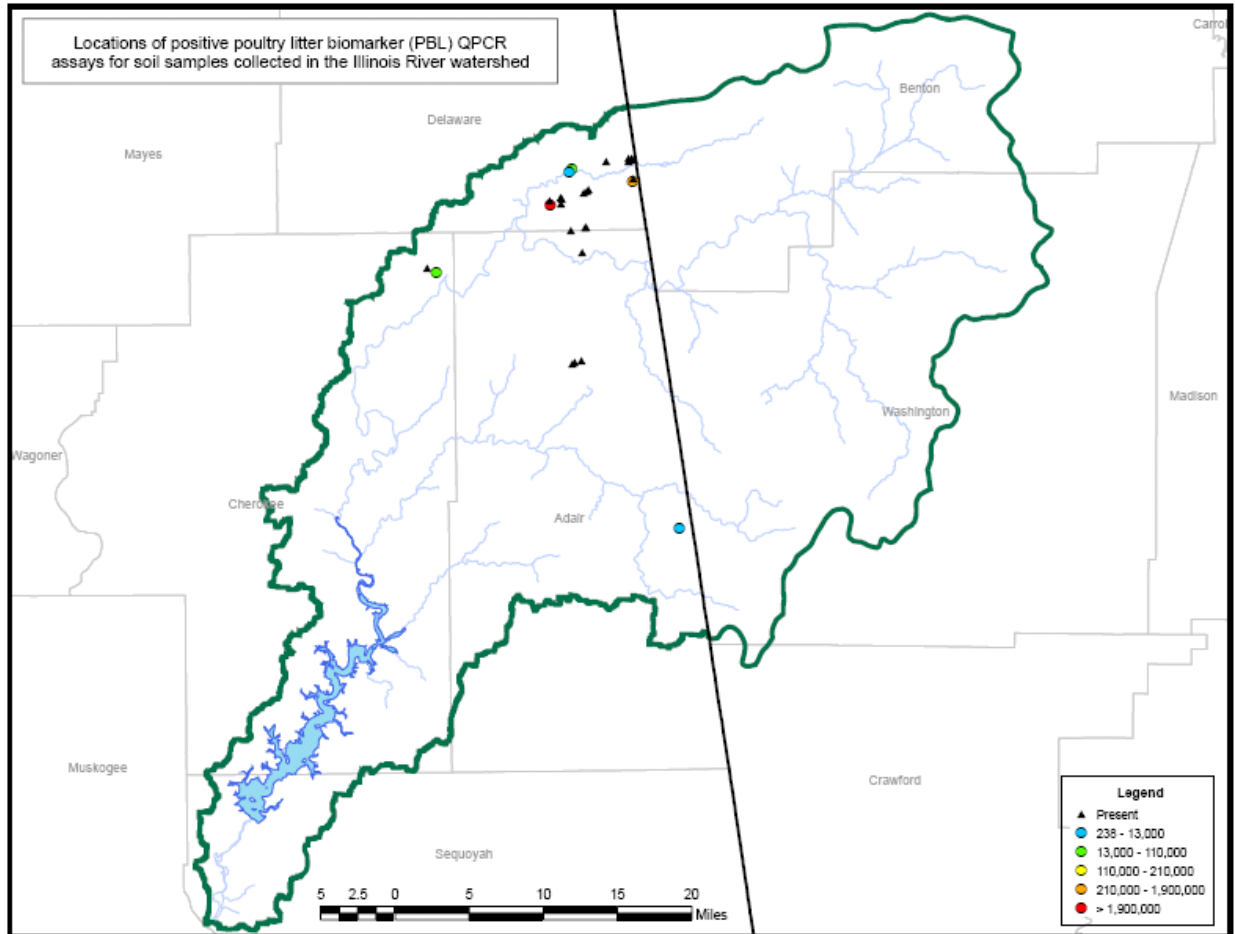 Locations of positive poultry litter biomarker (PBL) QPCR
assays for soil samples collected in the Illinois River watershed
Carrol
Benton
Delaware
Mayes
Madison
Washington
Wagoner
Cherokee
Adair
Muskogee
Crawford
Sequoyah
5 2.5 0 5 10 15 20
Miles
Legend
Present
238 - 13,000
13,000 - 110,000
110,000 - 210,000
210,000 - 1,900,000
> 1,900,000